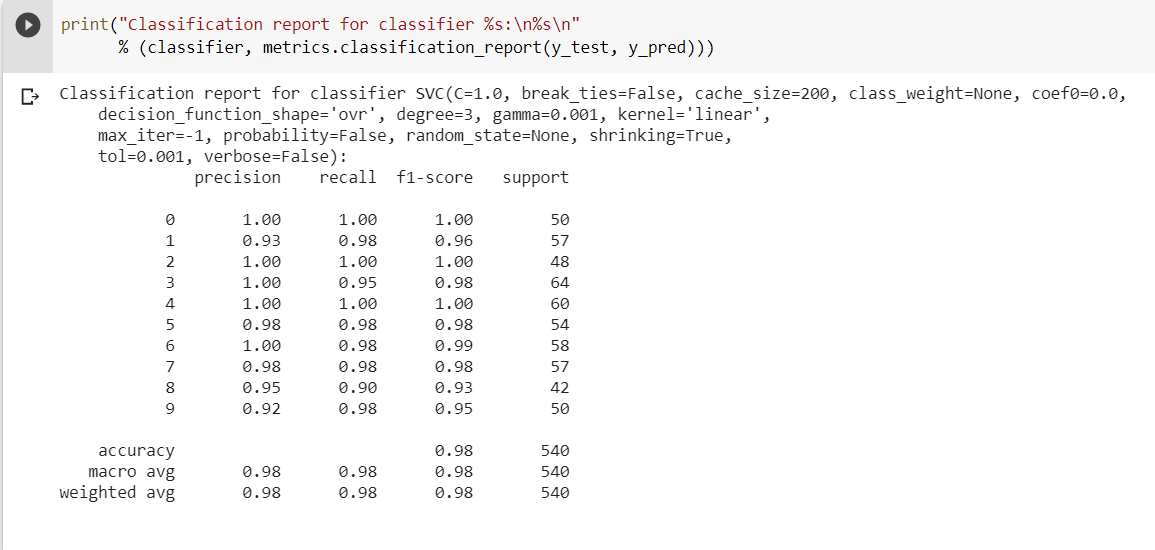 print("Classification report for classifier %s:\n%s\n"
      % (classifier, metrics.classification_report(y_test, y_pred)))
Classification report for classifier SVC(C=1.0, break_ties=False, cache_size=200, class_weight=None, coef0=0.0,
    decision_function_shape='ovr', degree=3, gamma=0.001, kernel='linear',
    max_iter=-1, probability=False, random_state=None, shrinking=True,
    tol=0.001, verbose=False):
              precision    recall  f1-score   support
           0       1.00      1.00      1.00        50
           1       0.93      0.98      0.96        57
           2       1.00      1.00      1.00        48
           3       1.00      0.95      0.98        64
           4       1.00      1.00      1.00        60
           5       0.98      0.98      0.98        54
           6       1.00      0.98      0.99        58
           7       0.98      0.98      0.98        57
           8       0.95      0.90      0.93        42
           9       0.92      0.98      0.95        50
    accuracy                           0.98       540
   macro avg       0.98      0.98      0.98       540
weighted avg       0.98      0.98      0.98       540